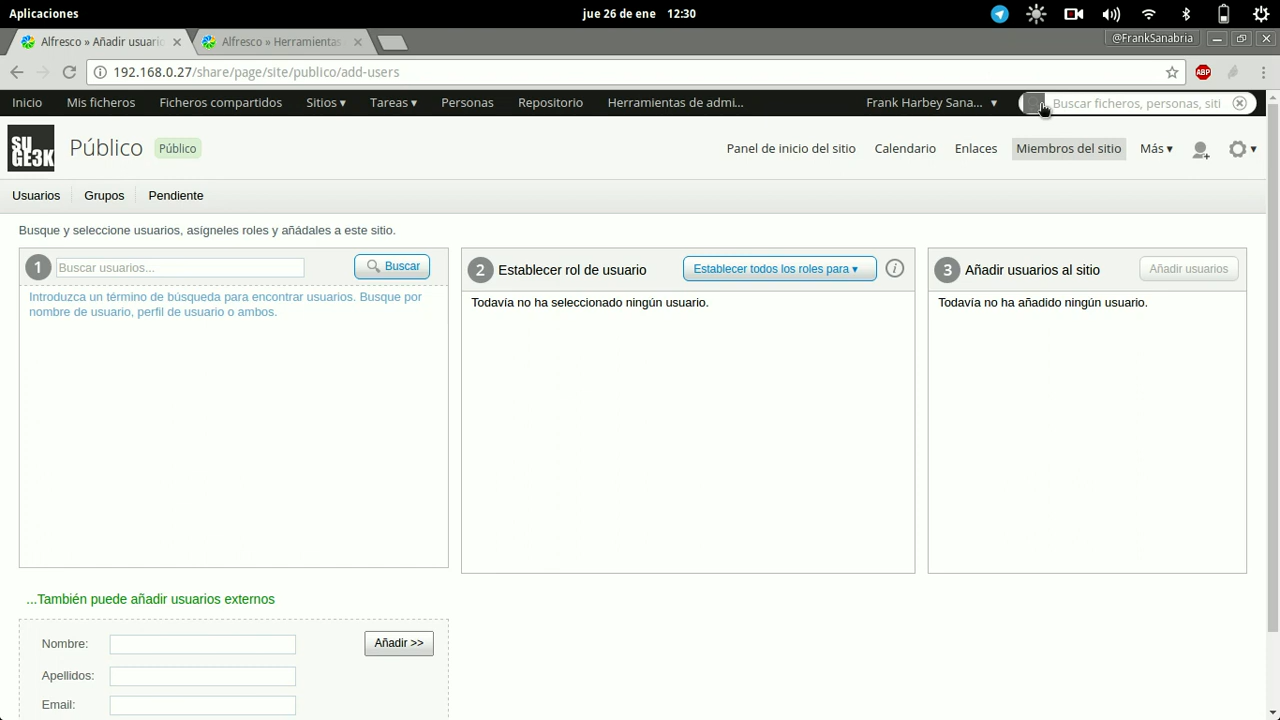 Aplicaciones
jue 26 de ene 12:30
Alfresco » Añadir usuario
Alfresco » Herramientas
@FrankSanabria
192.168.0.27/share/page/site/publico/add-users
ABP
Inicio
Mis ficheros
Ficheros compartidos
Sitios ▾
Tareas ▾
Personas
Repositorio
Herramientas de admi...
Frank Harbey Sana... ▾
Buscar ficheros, personas, siti
SU
GE3K
Público
Público
Panel de inicio del sitio
Calendario
Enlaces
Miembros del sitio
Más ▾
Usuarios
Grupos
Pendiente
Busque y seleccione usuarios, asígneles roles y añádales a este sitio.
1
Buscar usuarios...
Buscar
Introduzca un término de búsqueda para encontrar usuarios. Busque por
nombre de usuario, perfil de usuario o ambos.
2 Establecer rol de usuario
Establecer todos los roles para ▾
i
Todavía no ha seleccionado ningún usuario.
3 Añadir usuarios al sitio
Añadir usuarios
Todavía no ha añadido ningún usuario.
...También puede añadir usuarios externos
Nombre:
Añadir >>
Apellidos:
Email: